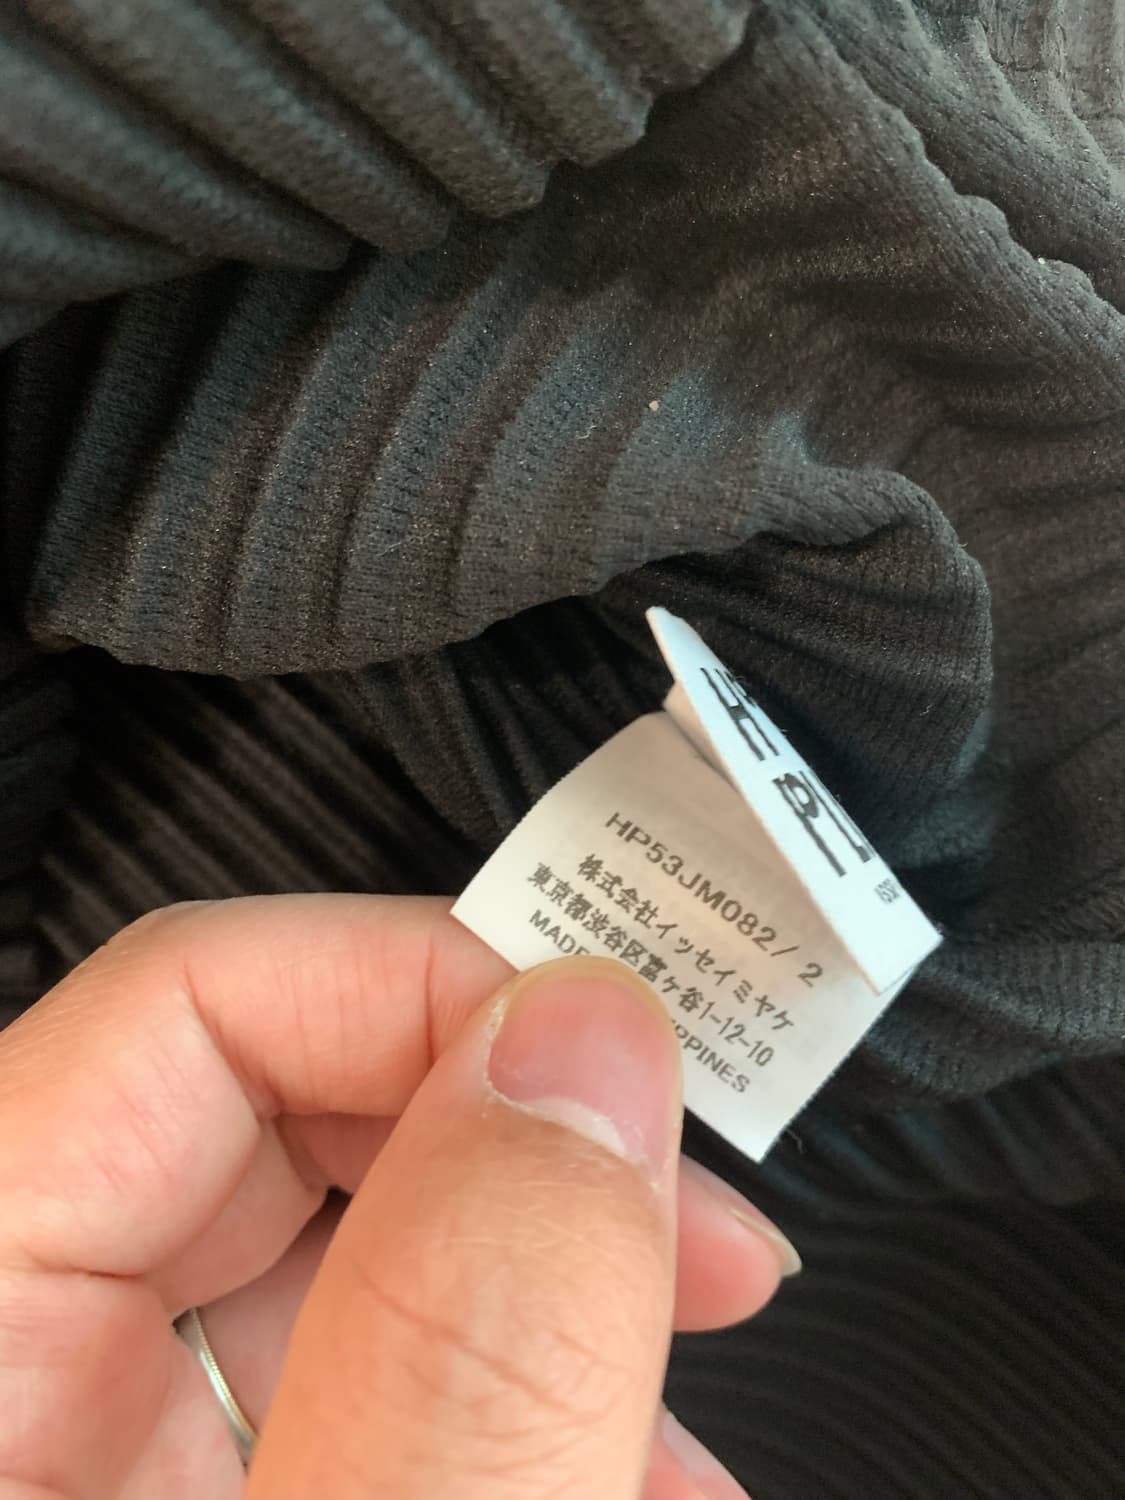 HP53JM082/ 2
株式会社イッセイミヤケ
東京都渋谷区富ケ谷1-12-10
MADE PPINES